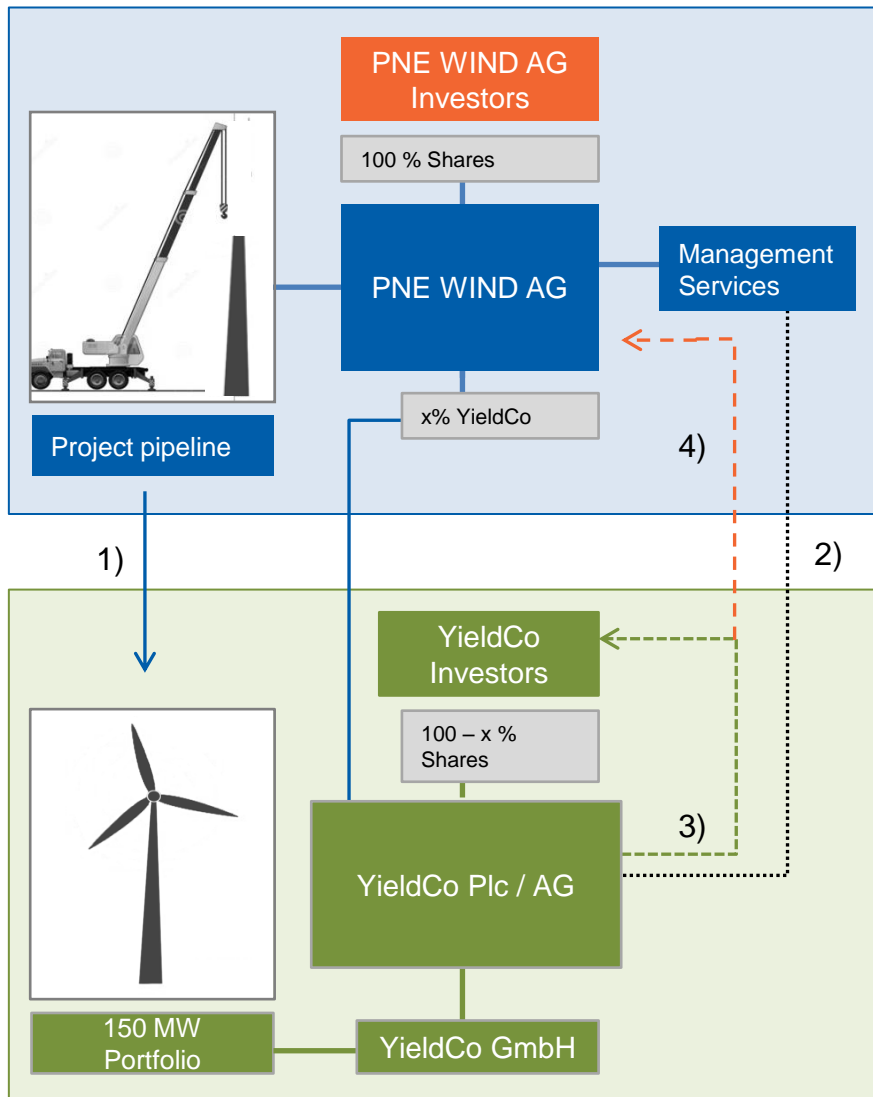 PNE WIND AG
Investors
100 % Shares
PNE WIND AG
Management
Services
x% YieldCo
Project pipeline
4)
1)
2)
YieldCo
Investors
100 – x %
Shares
3)
YieldCo Plc / AG
150 MW
Portfolio
YieldCo GmbH